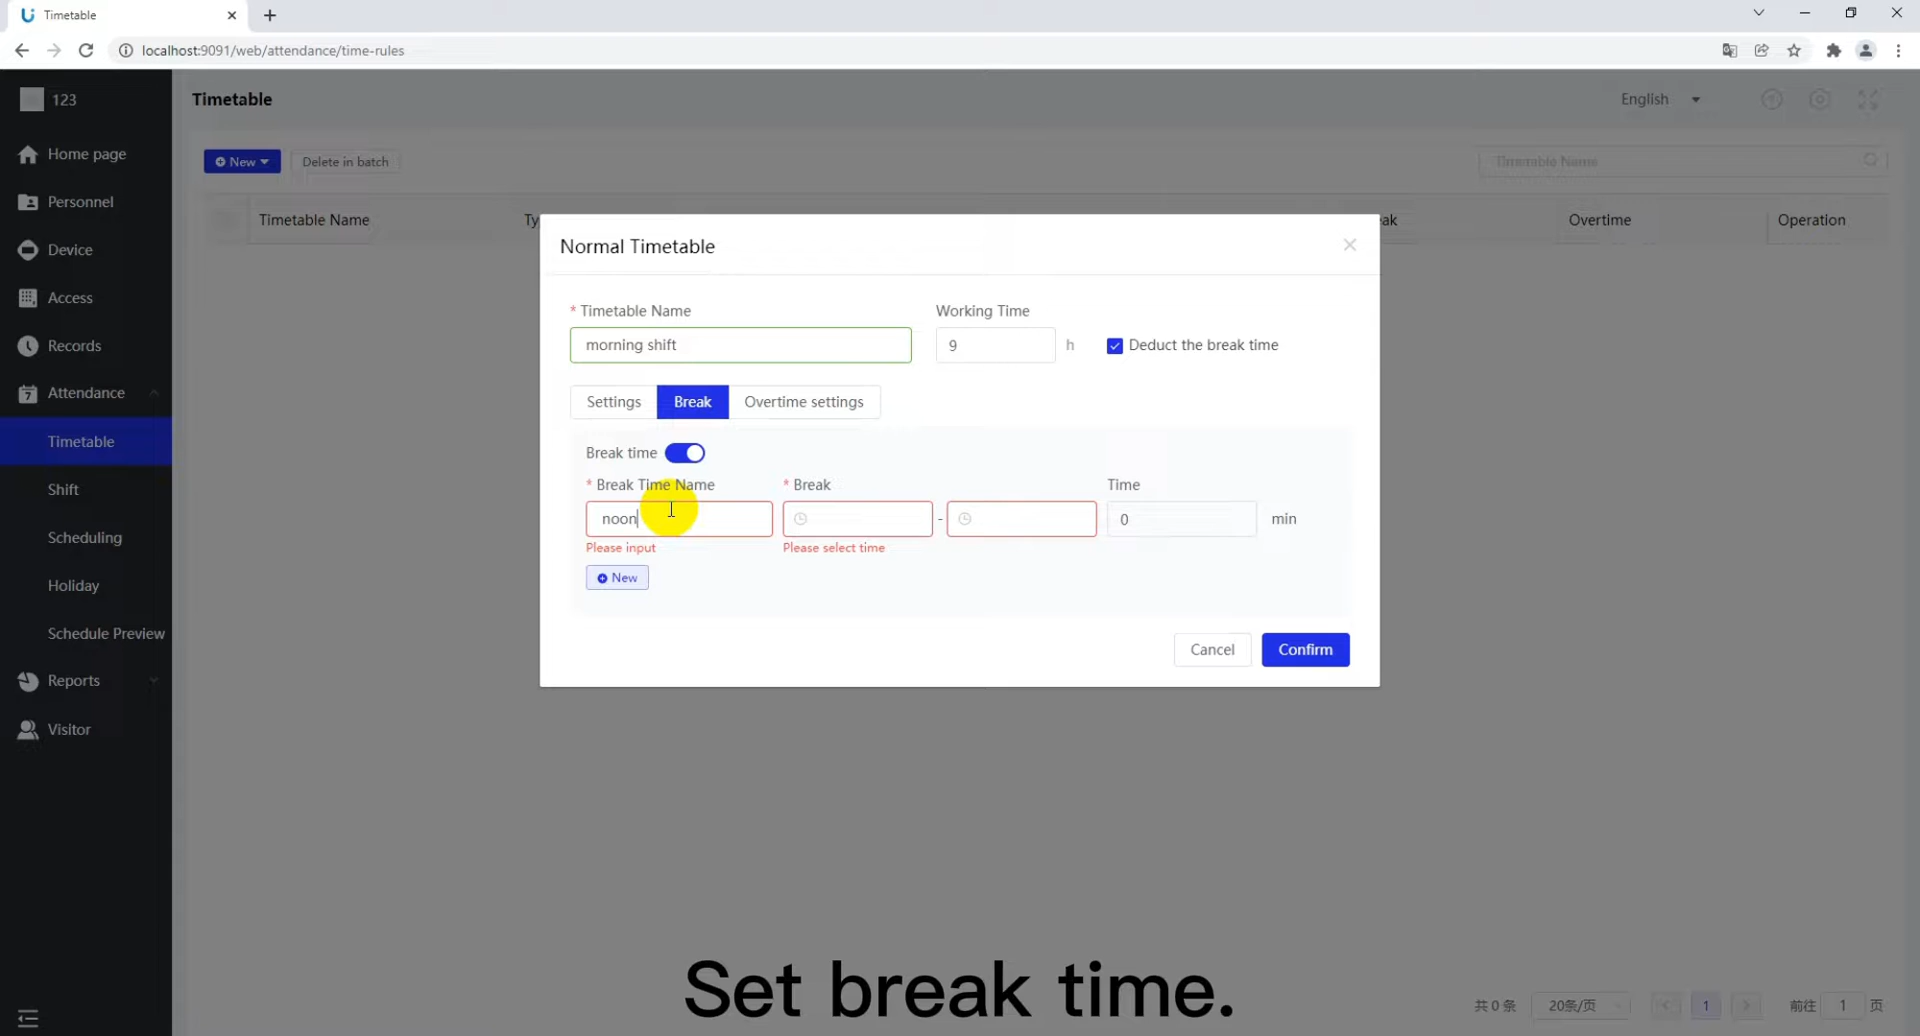 Timetable
localhost:9091/web/attendance/time-rules
123
Timetable
English
Home page
New
Delete in batch
Timetable Name
Personnel
Timetable Name
Ty
eak
Overtime
Operation
Normal Timetable
Device
Access
* Timetable Name
Working Time
Records
morning shift
9
h
Deduct the break time
Attendance
Settings
Break
Overtime settings
Timetable
Break time
Shift
* Break Time Name
* Break
Time
noon
-
0
min
Please input
Please select time
Scheduling
New
Holiday
Schedule Preview
Cancel
Confirm
Reports
Visitor
Set break time.
共 0 条
20条/页
1
前往
1
页